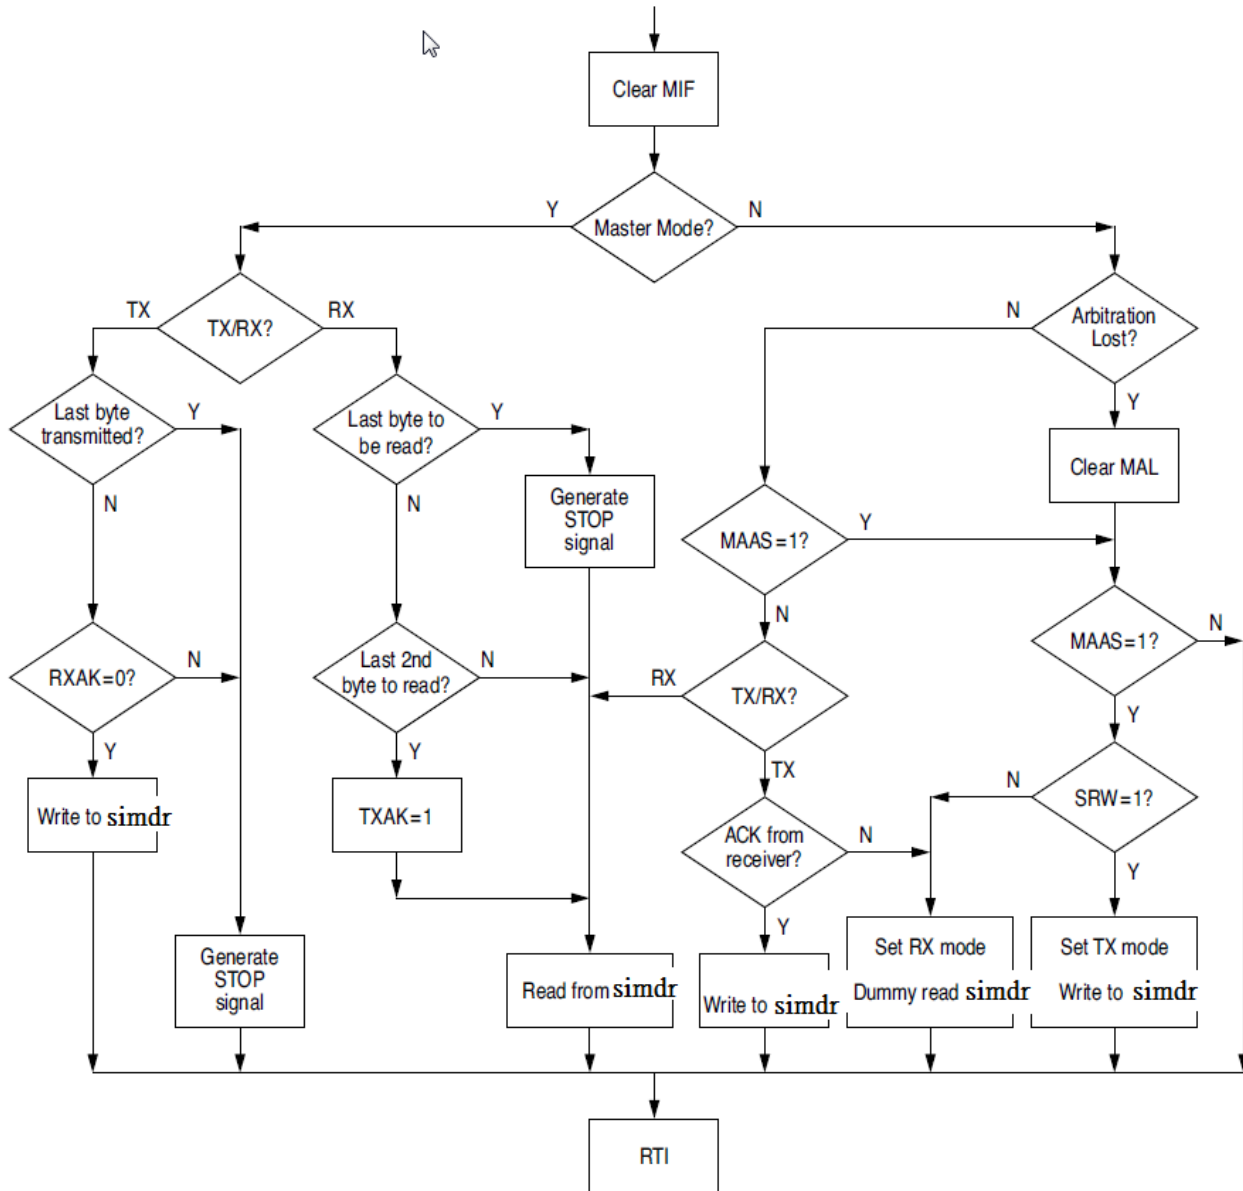 Clear MIF
Y
Master Mode?
N
TX
TX/RX?
RX
N
Arbitration
Lost?
Last byte
transmitted?
Y
Last byte to
be read?
Y
Y
Clear MAL
N
N
Generate
STOP
signal
MAAS=1?
Y
N
MAAS=1?
N
RXAK=0?
N
Last 2nd
byte to read?
N
RX
TX/RX?
Y
Y
Y
TX
N
SRW=1?
Write to simdr
TXAK=1
ACK from
receiver?
N
Y
Y
Generate
STOP
signal
Read from simdr
Write to simdr
Set RX mode
Dummy read simdr
Set TX mode
Write to simdr
RTI